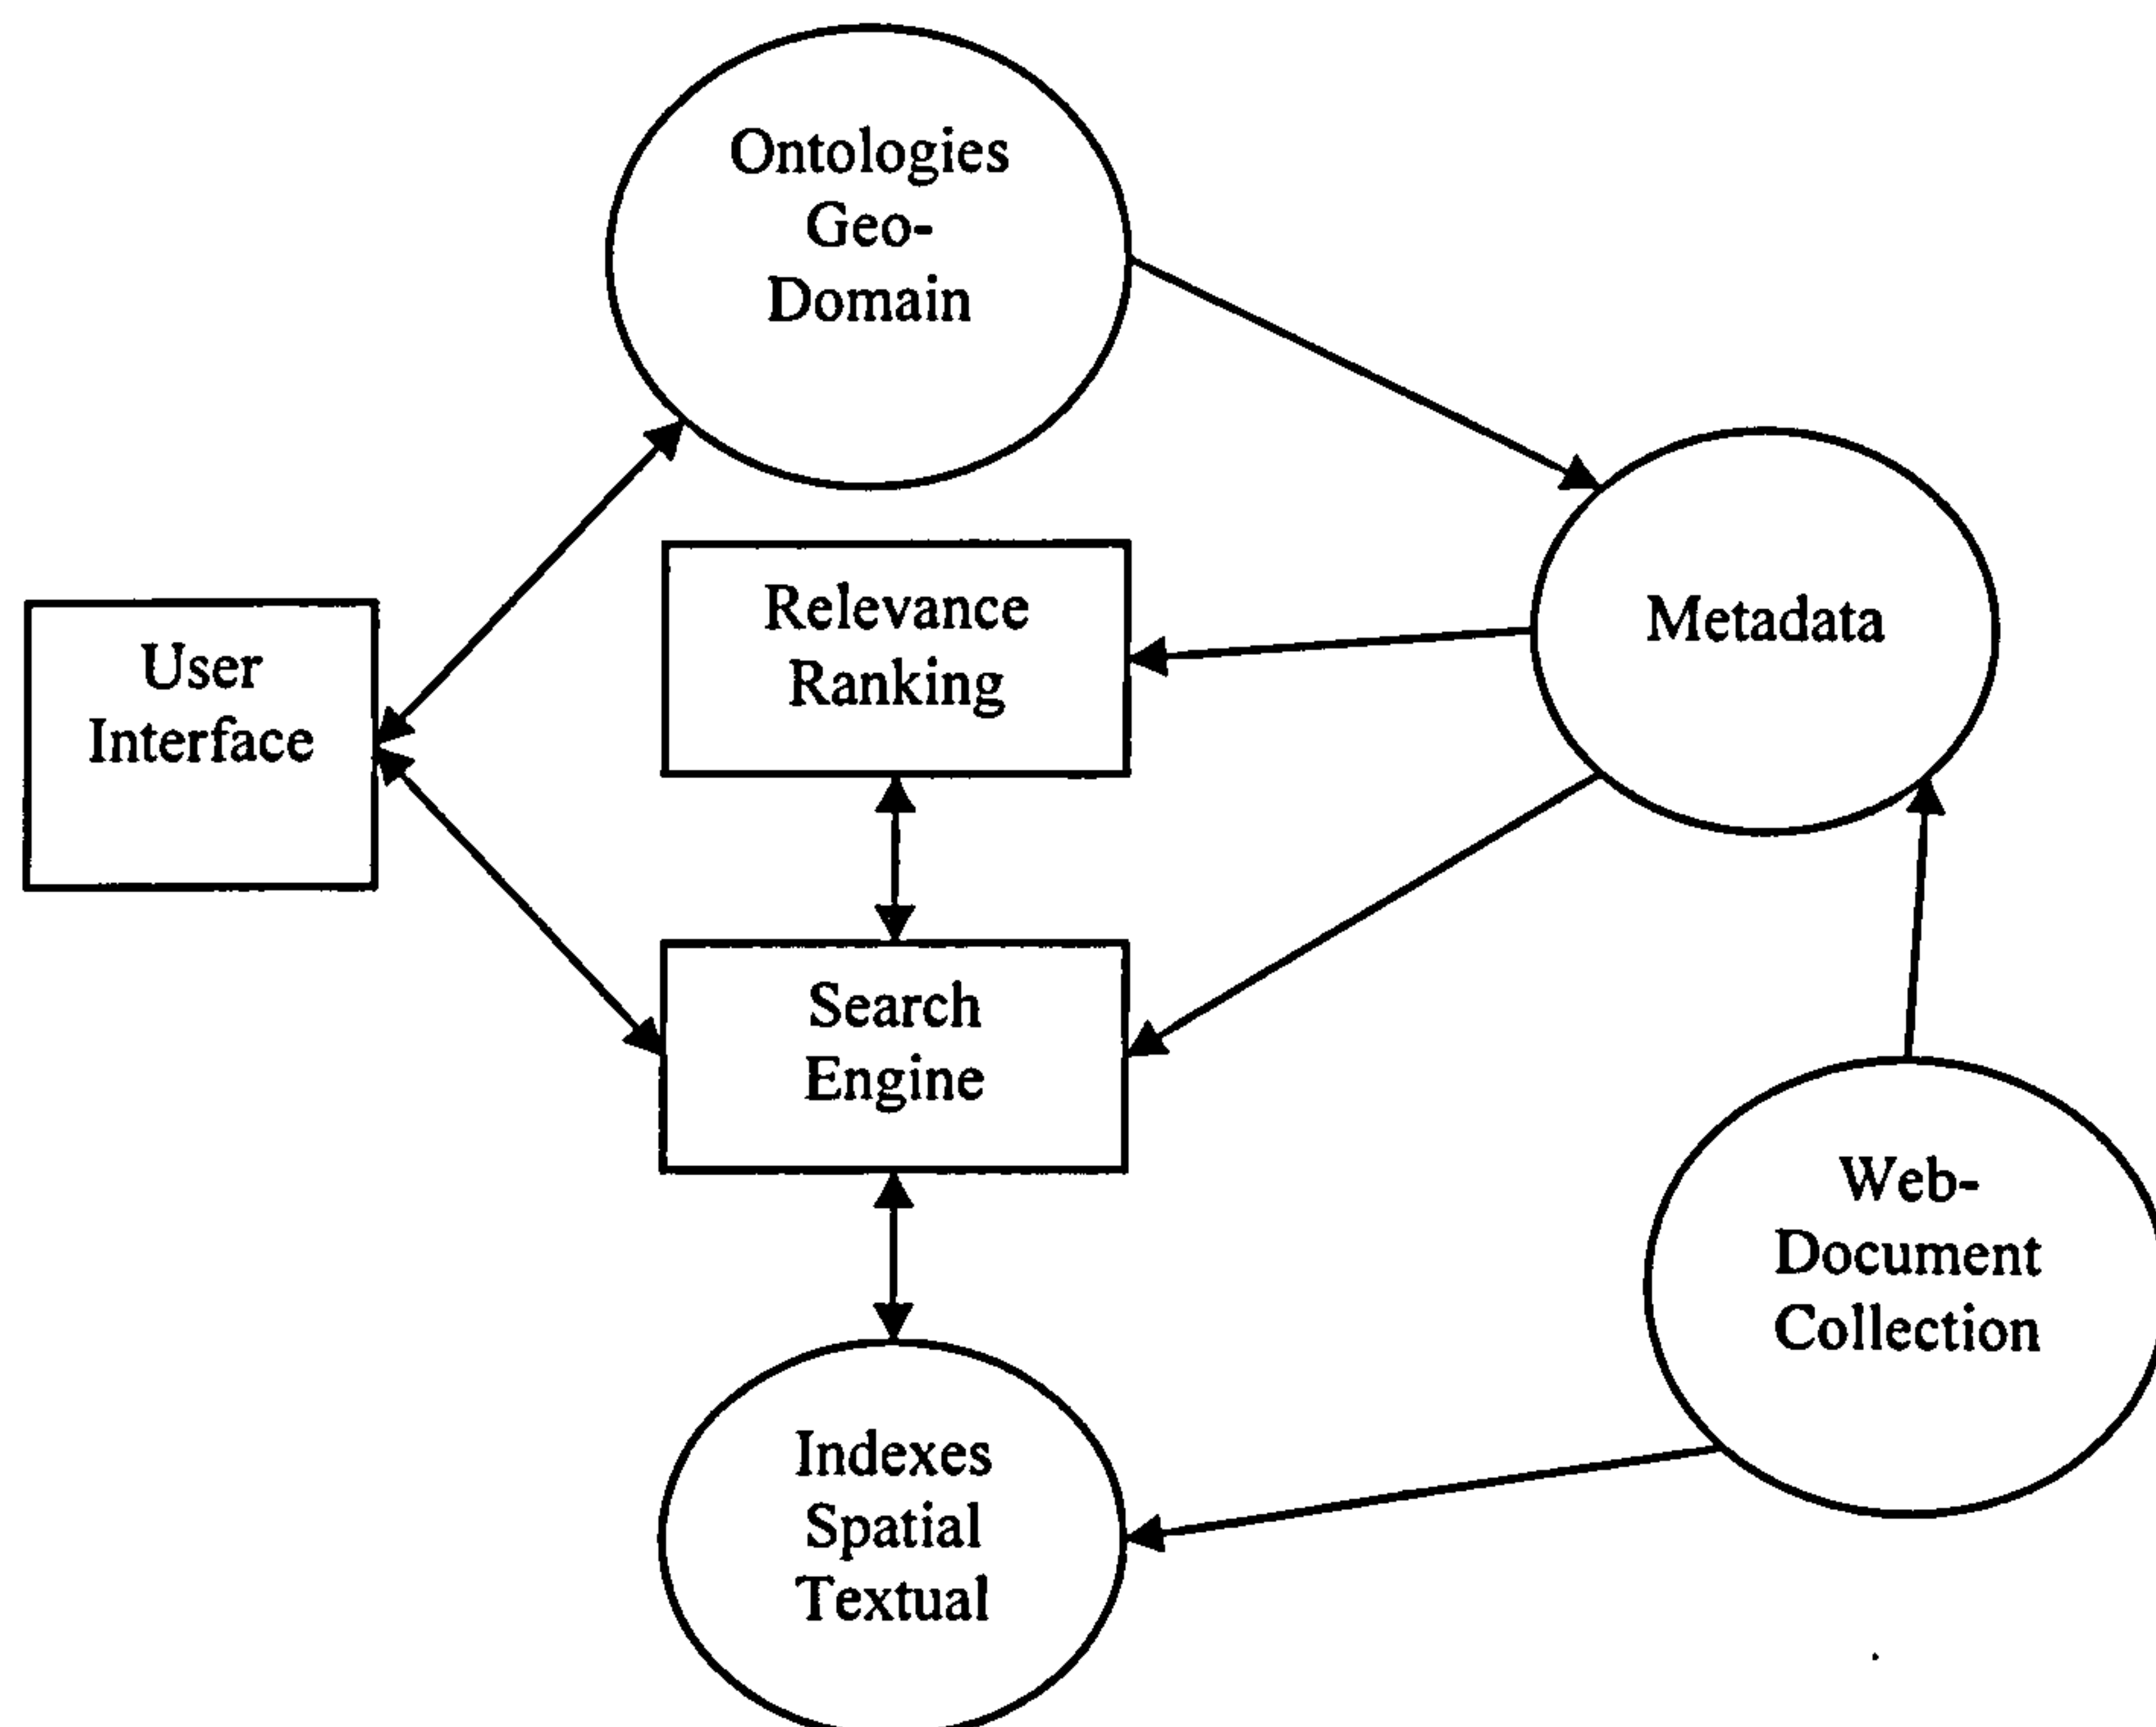 Ontologies
Geo-
Domain
Relevance
Ranking
Metadata
User
Interface
Search
Engine
Web-
Document
Collection
Indexes
Spatial
Textual